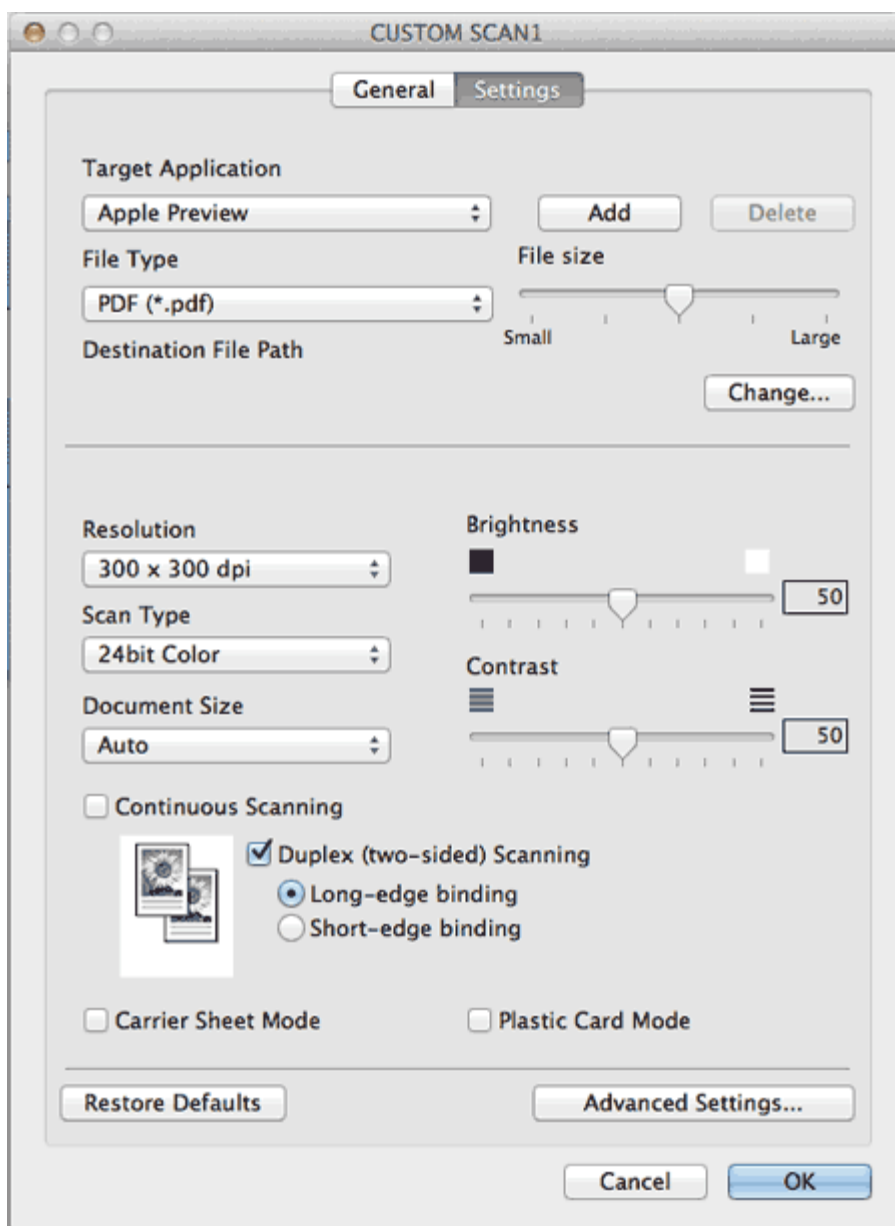 CUSTOM SCAN1
General Settings
Target Application
Apple Preview Add Delete
File Type File size
PDF (*.pdf)
Small Large
Destination File Path
Change...
Resolution Brightness
300 x 300 dpi
50
Scan Type
24bit Color
Contrast
Document Size
Auto 50
Continuous Scanning
Duplex (two-sided) Scanning
Long-edge binding
Short-edge binding
Carrier Sheet Mode Plastic Card Mode
Restore Defaults Advanced Settings...
Cancel OK